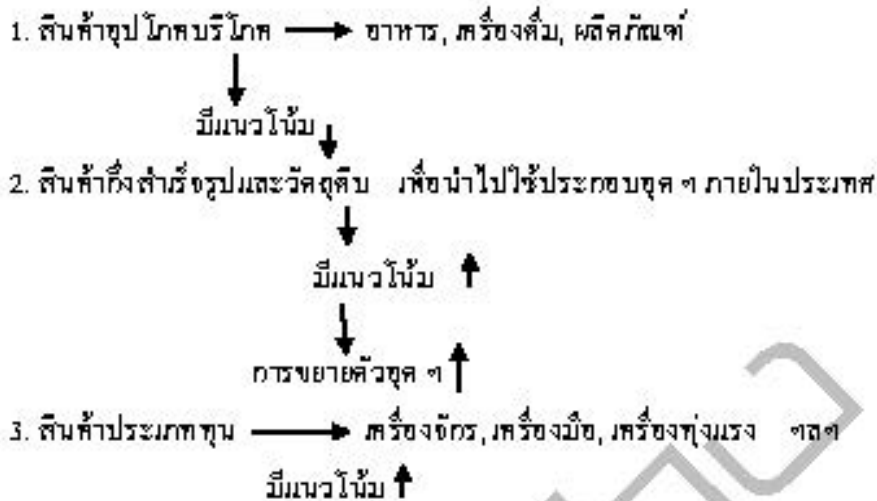 1. สินค้าอุปโภคบริโภค → อาหาร, เครื่องดื่ม, ผลิตภัณฑ์
↓
มีแนวโน้ม ↓
2. สินค้ากึ่งสำเร็จรูปและวัตถุดิบ เพื่อนำไปใช้ประกอบอุต ฯ ภายในประเทศ
↓
มีแนวโน้ม ↑
↓
การขยายตัวอุต ฯ ↑
3. สินค้าประเภททุน → เครื่องจักร, เครื่องมือ, เครื่องทุ่งแรง ฯลฯ
มีแนวโน้ม ↑